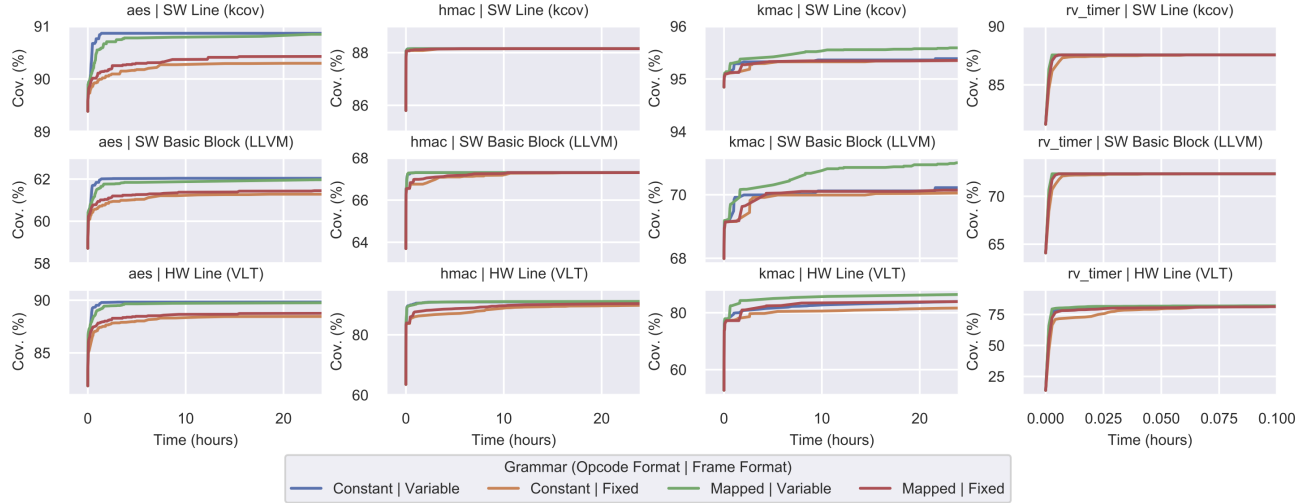 aes | SW Line (kcov)
hmac | SW Line (kcov)
kmac | SW Line (kcov)
rv_timer | SW Line (kcov)
Cov. (%)
91
90
89
Cov. (%)
88
86
Cov. (%)
96
95
94
Cov. (%)
90
85
aes | SW Basic Block (LLVM)
hmac | SW Basic Block (LLVM)
kmac | SW Basic Block (LLVM)
rv_timer | SW Basic Block (LLVM)
Cov. (%)
62
60
58
Cov. (%)
68
66
64
Cov. (%)
70
68
Cov. (%)
70
65
aes | HW Line (VLT)
hmac | HW Line (VLT)
kmac | HW Line (VLT)
rv_timer | HW Line (VLT)
Cov. (%)
90
85
Cov. (%)
80
60
Cov. (%)
80
60
Cov. (%)
75
50
25
0 10 20
0 10 20
0 10 20
0.000 0.025 0.050 0.075 0.100
Time (hours)
Time (hours)
Time (hours)
Time (hours)
Grammar (Opcode Format | Frame Format)
Constant | Variable
Constant | Fixed
Mapped | Variable
Mapped | Fixed